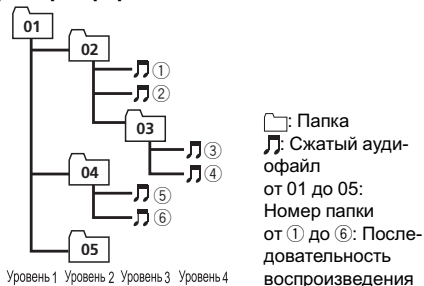 01
02
①
②
03
③
④
04
⑤
⑥
05
Уровень 1 Уровень 2 Уровень 3 Уровень 4
: Папка
: Сжатый ауди-
офайл
от 01 до 05:
Номер папки
от ① до ⑥: После-
довательность
воспроизведения